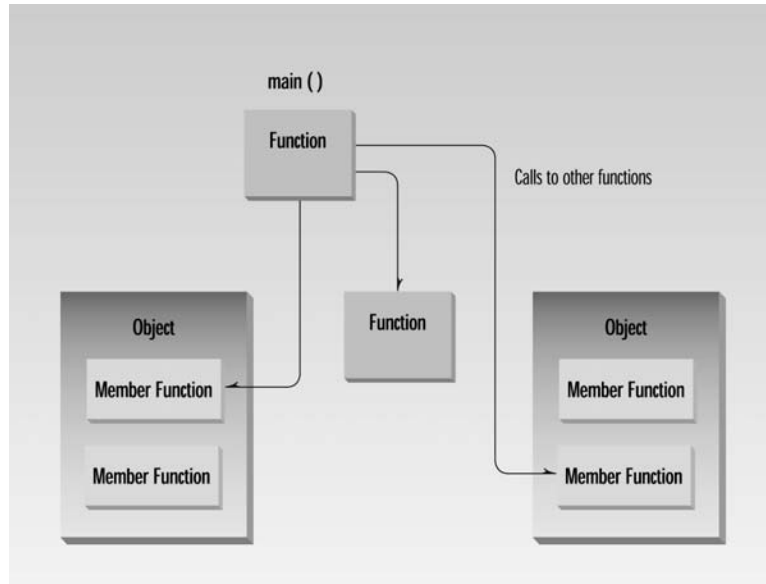 main ( )
Function
Calls to other functions
Function
Object
Member Function
Member Function
Object
Member Function
Member Function